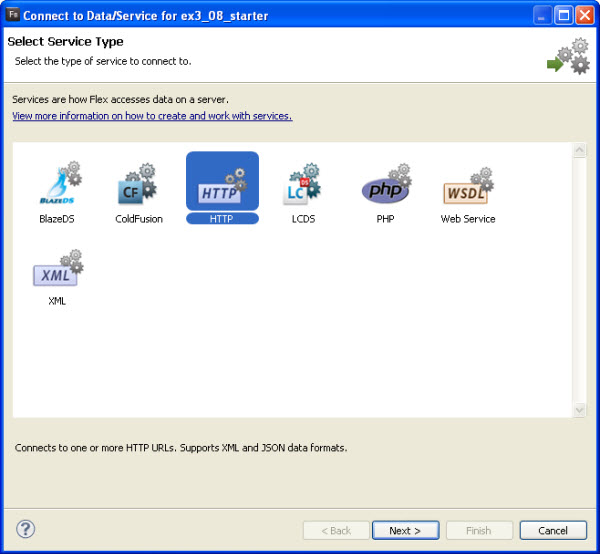 Fb Connect to Data/Service for ex3_08_starter
Select Service Type
Select the type of service to connect to.
Services are how Flex accesses data on a server.
View more information on how to create and work with services.
BLAZEDS CF HTTP LC DS php WSDL
BlazeDS ColdFusion HTTP LCDS PHP Web Service
XML
XML
Connects to one or more HTTP URLs. Supports XML and JSON data formats.
? < Back Next > Finish Cancel